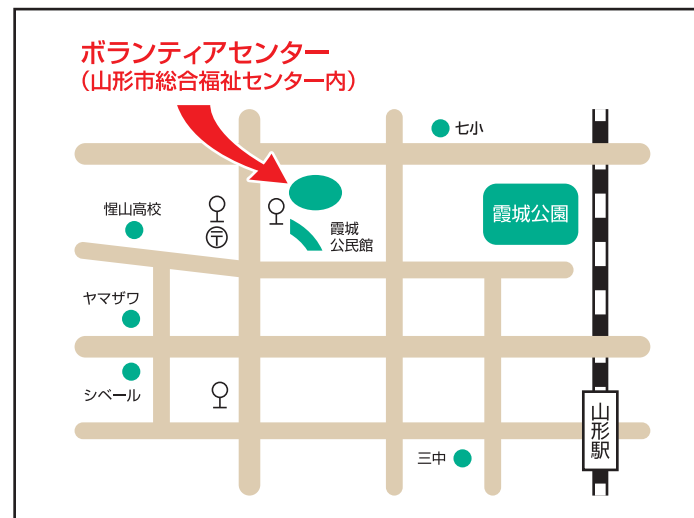 ボランティアセンター
（山形市総合福祉センター内）
七小
惺山高校
霞城公園
霞城
公民館
〒
ヤマザワ
シベール
山形駅
三中